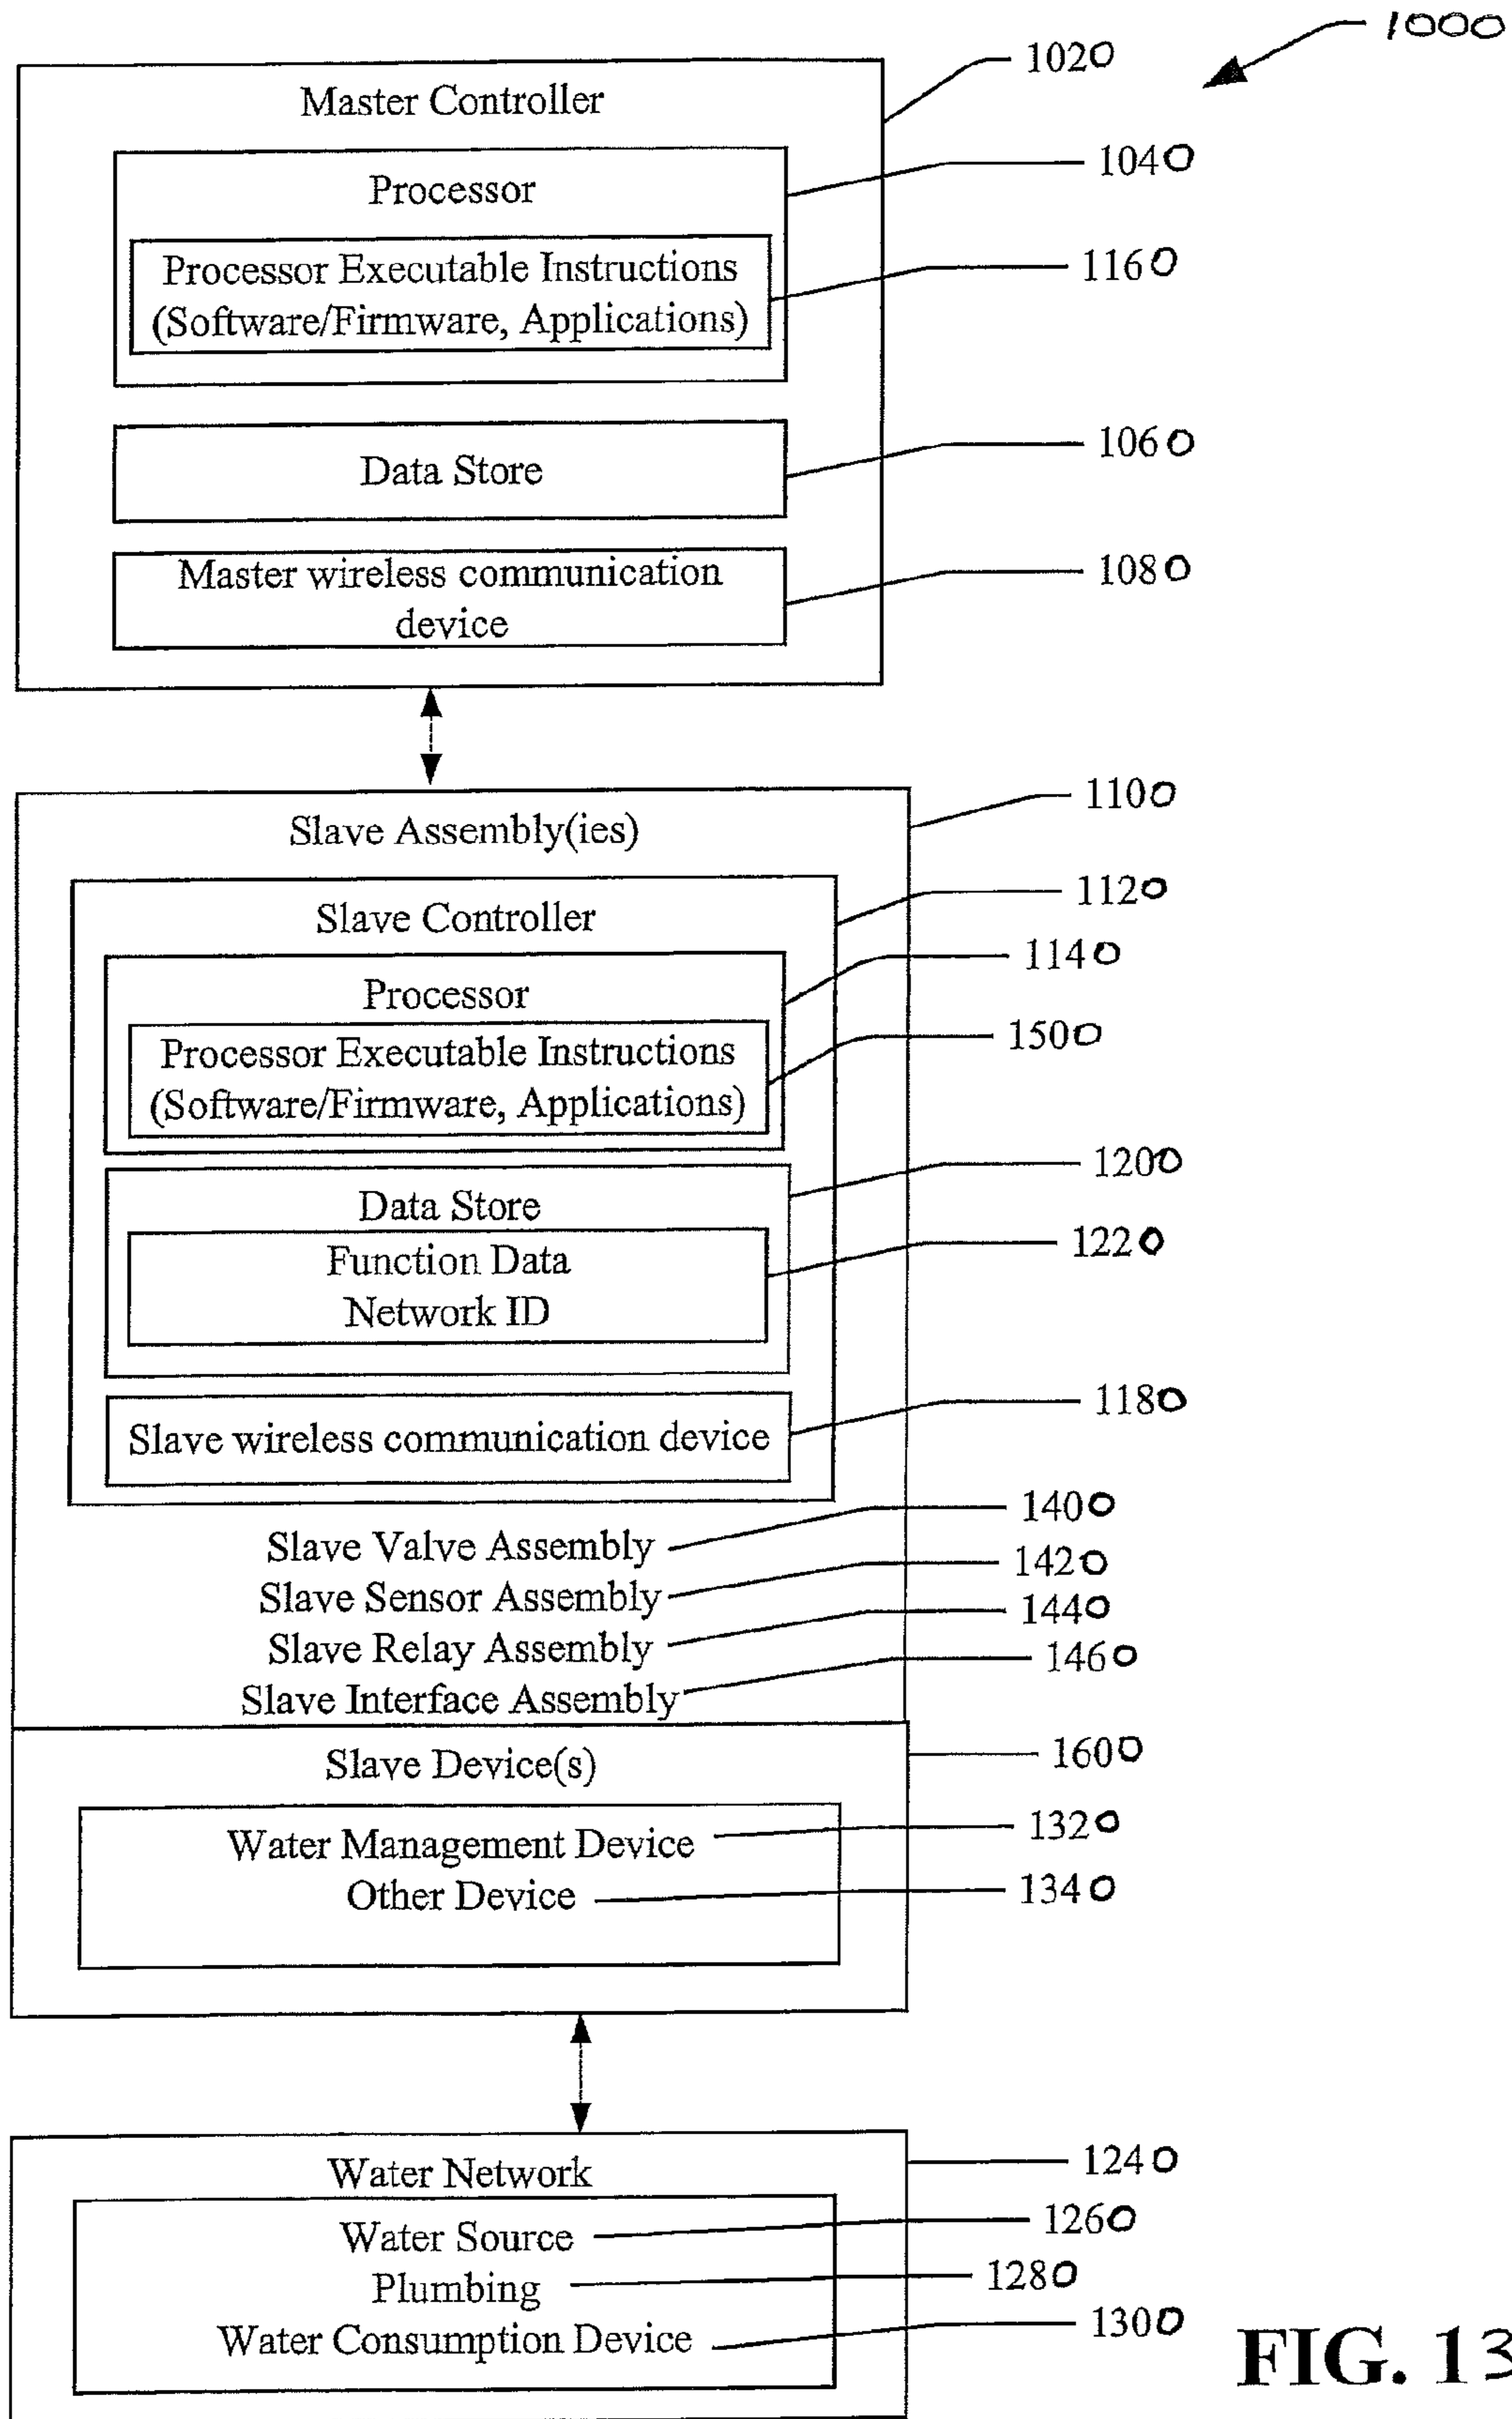 1000
1020
Master Controller
1040
Processor
1160
Processor Executable Instructions
(Software/Firmware, Applications)
1060
Data Store
1080
Master wireless communication
device
1100
Slave Assembly(ies)
1120
Slave Controller
1140
Processor
1500
Processor Executable Instructions
(Software/Firmware, Applications)
1200
Data Store
1220
Function Data
Network ID
1180
Slave wireless communication device
1400
Slave Valve Assembly
1420
Slave Sensor Assembly
1440
Slave Relay Assembly
1460
Slave Interface Assembly
1600
Slave Device(s)
1320
Water Management Device
1340
Other Device
1240
Water Network
1260
Water Source
1280
Plumbing
1300
Water Consumption Device
FIG. 13